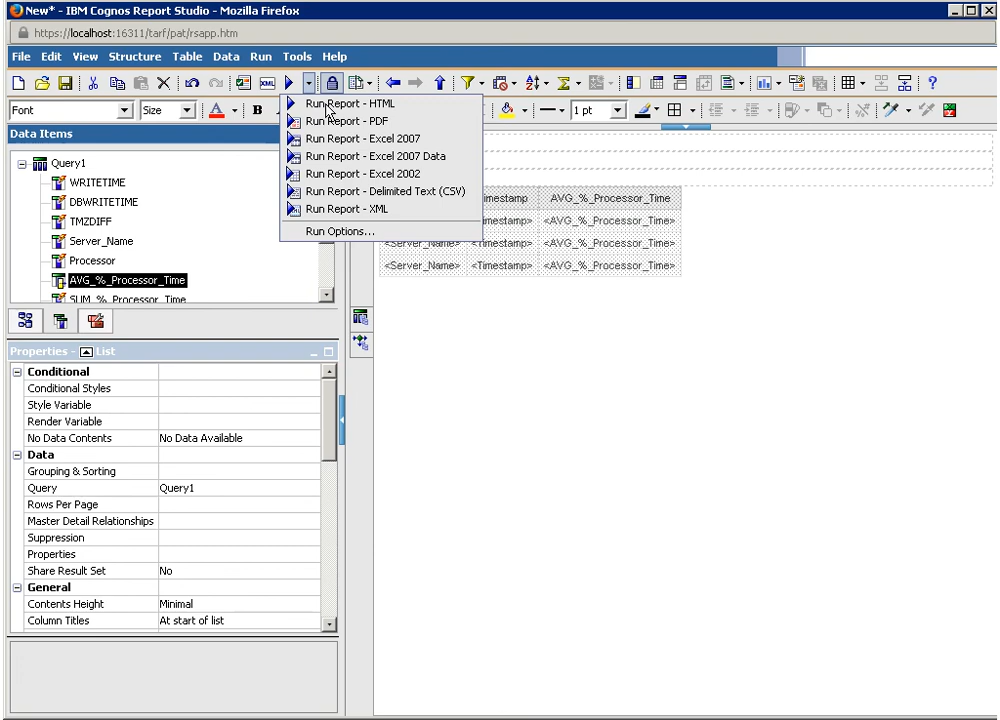 New* - IBM Cognos Report Studio - Mozilla Firefox
https://localhost:16311/tarf/pat/rsapp.htm
File Edit View Structure Table Data Run Tools Help
Font Size A B 1 pt
Run Report - HTML
Run Report - PDF
Run Report - Excel 2007
Run Report - Excel 2007 Data
Run Report - Excel 2002
Run Report - Delimited Text (CSV)
Run Report - XML
Run Options...
Data Items
Query1
WRITETIME
DBWRITETIME
TMZDIFF
Server_Name
Processor
AVG_%_Processor_Time
SUM_%_Processor_Time
AVG_%_Processor_Time
<AVG_%_Processor_Time>
<Server_Name> <Timestamp> <AVG_%_Processor_Time>
<Server_Name> <Timestamp> <AVG_%_Processor_Time>
Properties - List
Conditional
Conditional Styles
Style Variable
Render Variable
No Data Contents No Data Available
Data
Grouping & Sorting
Query Query1
Rows Per Page
Master Detail Relationships
Suppression
Properties
Share Result Set No
General
Contents Height Minimal
Column Titles At start of list